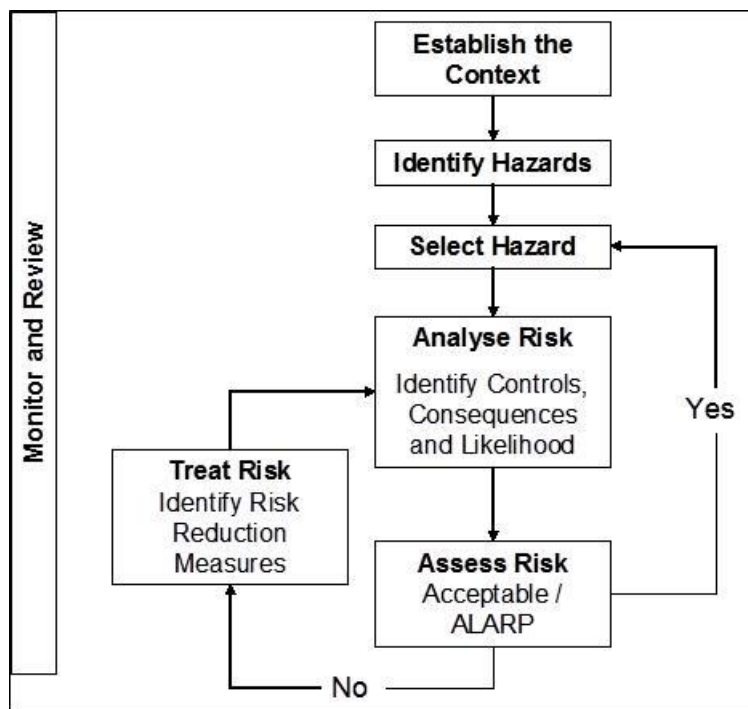 Establish the
Context
Identify Hazards
Select Hazard
Analyse Risk
Identify Controls,
Consequences
and Likelihood
Yes
Treat Risk
Identify Risk
Reduction
Measures
Assess Risk
Acceptable /
ALARP
No
Monitor and Review